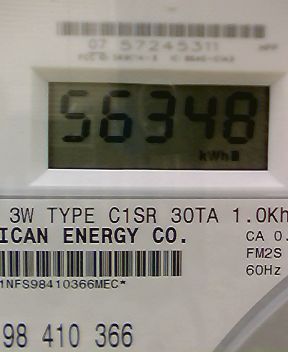 07 57245311
56348
kWh
3W TYPE C1SR 30TA 1.0Kh
ICAN ENERGY CO.
CA 0.
FM2S
60Hz
1NFS98410366MEC*
98 410 366